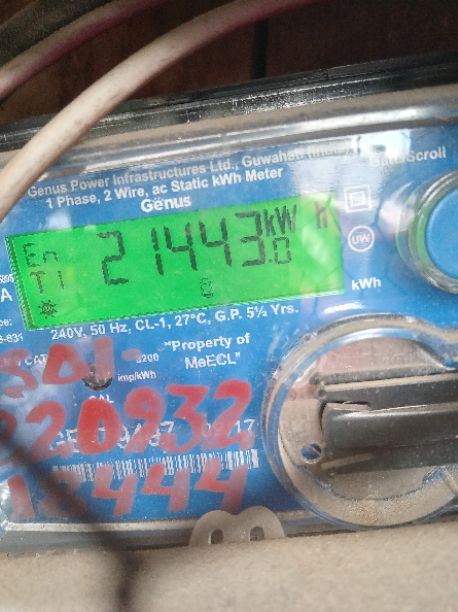 Genus Power Infrastructures Ltd., Guwahati
Scroll
1 Phase, 2 Wire, ac Static kWh Meter
Genus
En 21443.0 kW h
T1
UW
kWh
A
240V, 50 Hz, CL-1, 27°C, G.P. 5½ Yrs.
3200 "Property of
imp/kWh MeECL"
CAL
301-
220932
18444